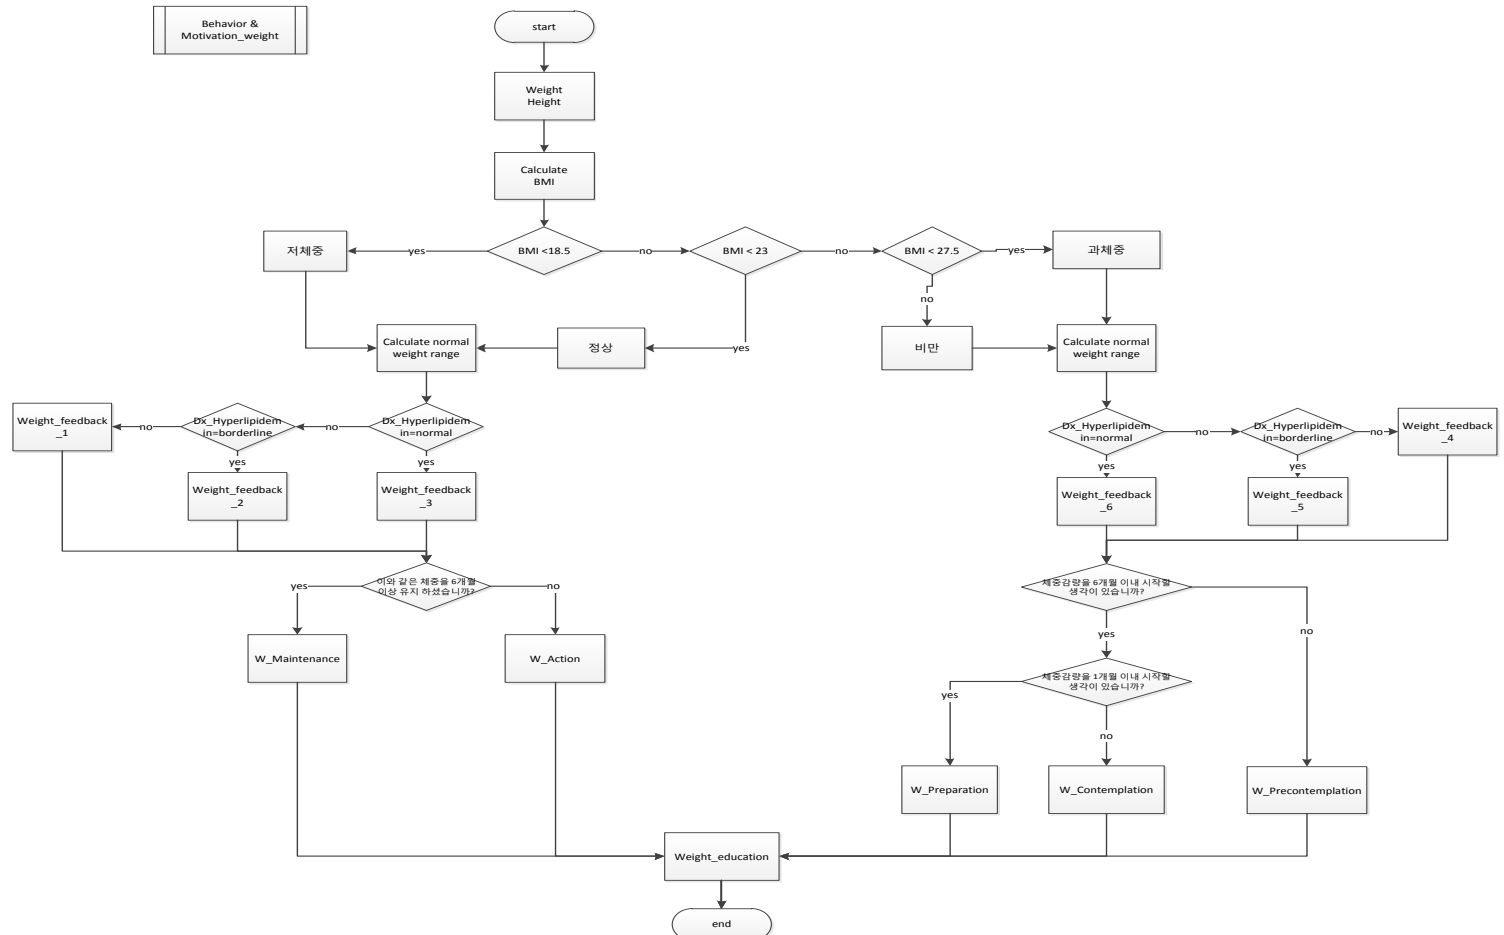 Behavior &
Motivation_weight
start
Weight
Height
Calculate
BMI
저체중
yes
BMI <18.5
no
BMI < 23
no
BMI < 27.5
yes
과체중
no
Calculate normal
weight range
정상
yes
비만
Calculate normal
weight range
Weight_feedback
_1
no
Dx_Hyperlipidem
in=borderline
no
Dx_Hyperlipidem
in=normal
Dx_Hyperlipidem
in=normal
no
Dx_Hyperlipidem
in=borderline
no
Weight_feedback
_4
yes
yes
yes
yes
Weight_feedback
_2
Weight_feedback
_3
Weight_feedback
_6
Weight_feedback
_5
yes
이와 같은 체중을 6개월
이상 유지 하셨습니까?
no
체중감량을 6개월 이내 시작할
생각이 있습니까?
yes
no
W_Maintenance
W_Action
체중감량을 1개월 이내 시작할
생각이 있습니까?
yes
no
W_Preparation
W_Contemplation
W_Precontemplation
Weight_education
end